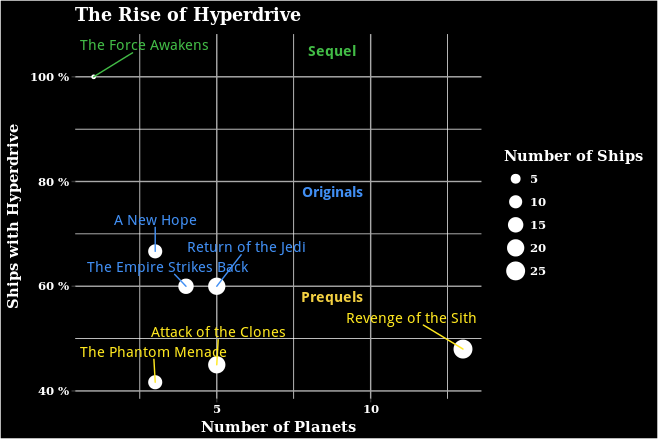 The Rise of Hyperdrive
The Force Awakens
Sequel
100 %
Number of Ships
5
80 %
10
Originals
15
A New Hope
20
Return of the Jedi
The Empire Strikes Back
25
60 %
Prequels
Revenge of the Sith
Attack of the Clones
The Phantom Menace
40 %
Ships with Hyperdrive
5
10
Number of Planets